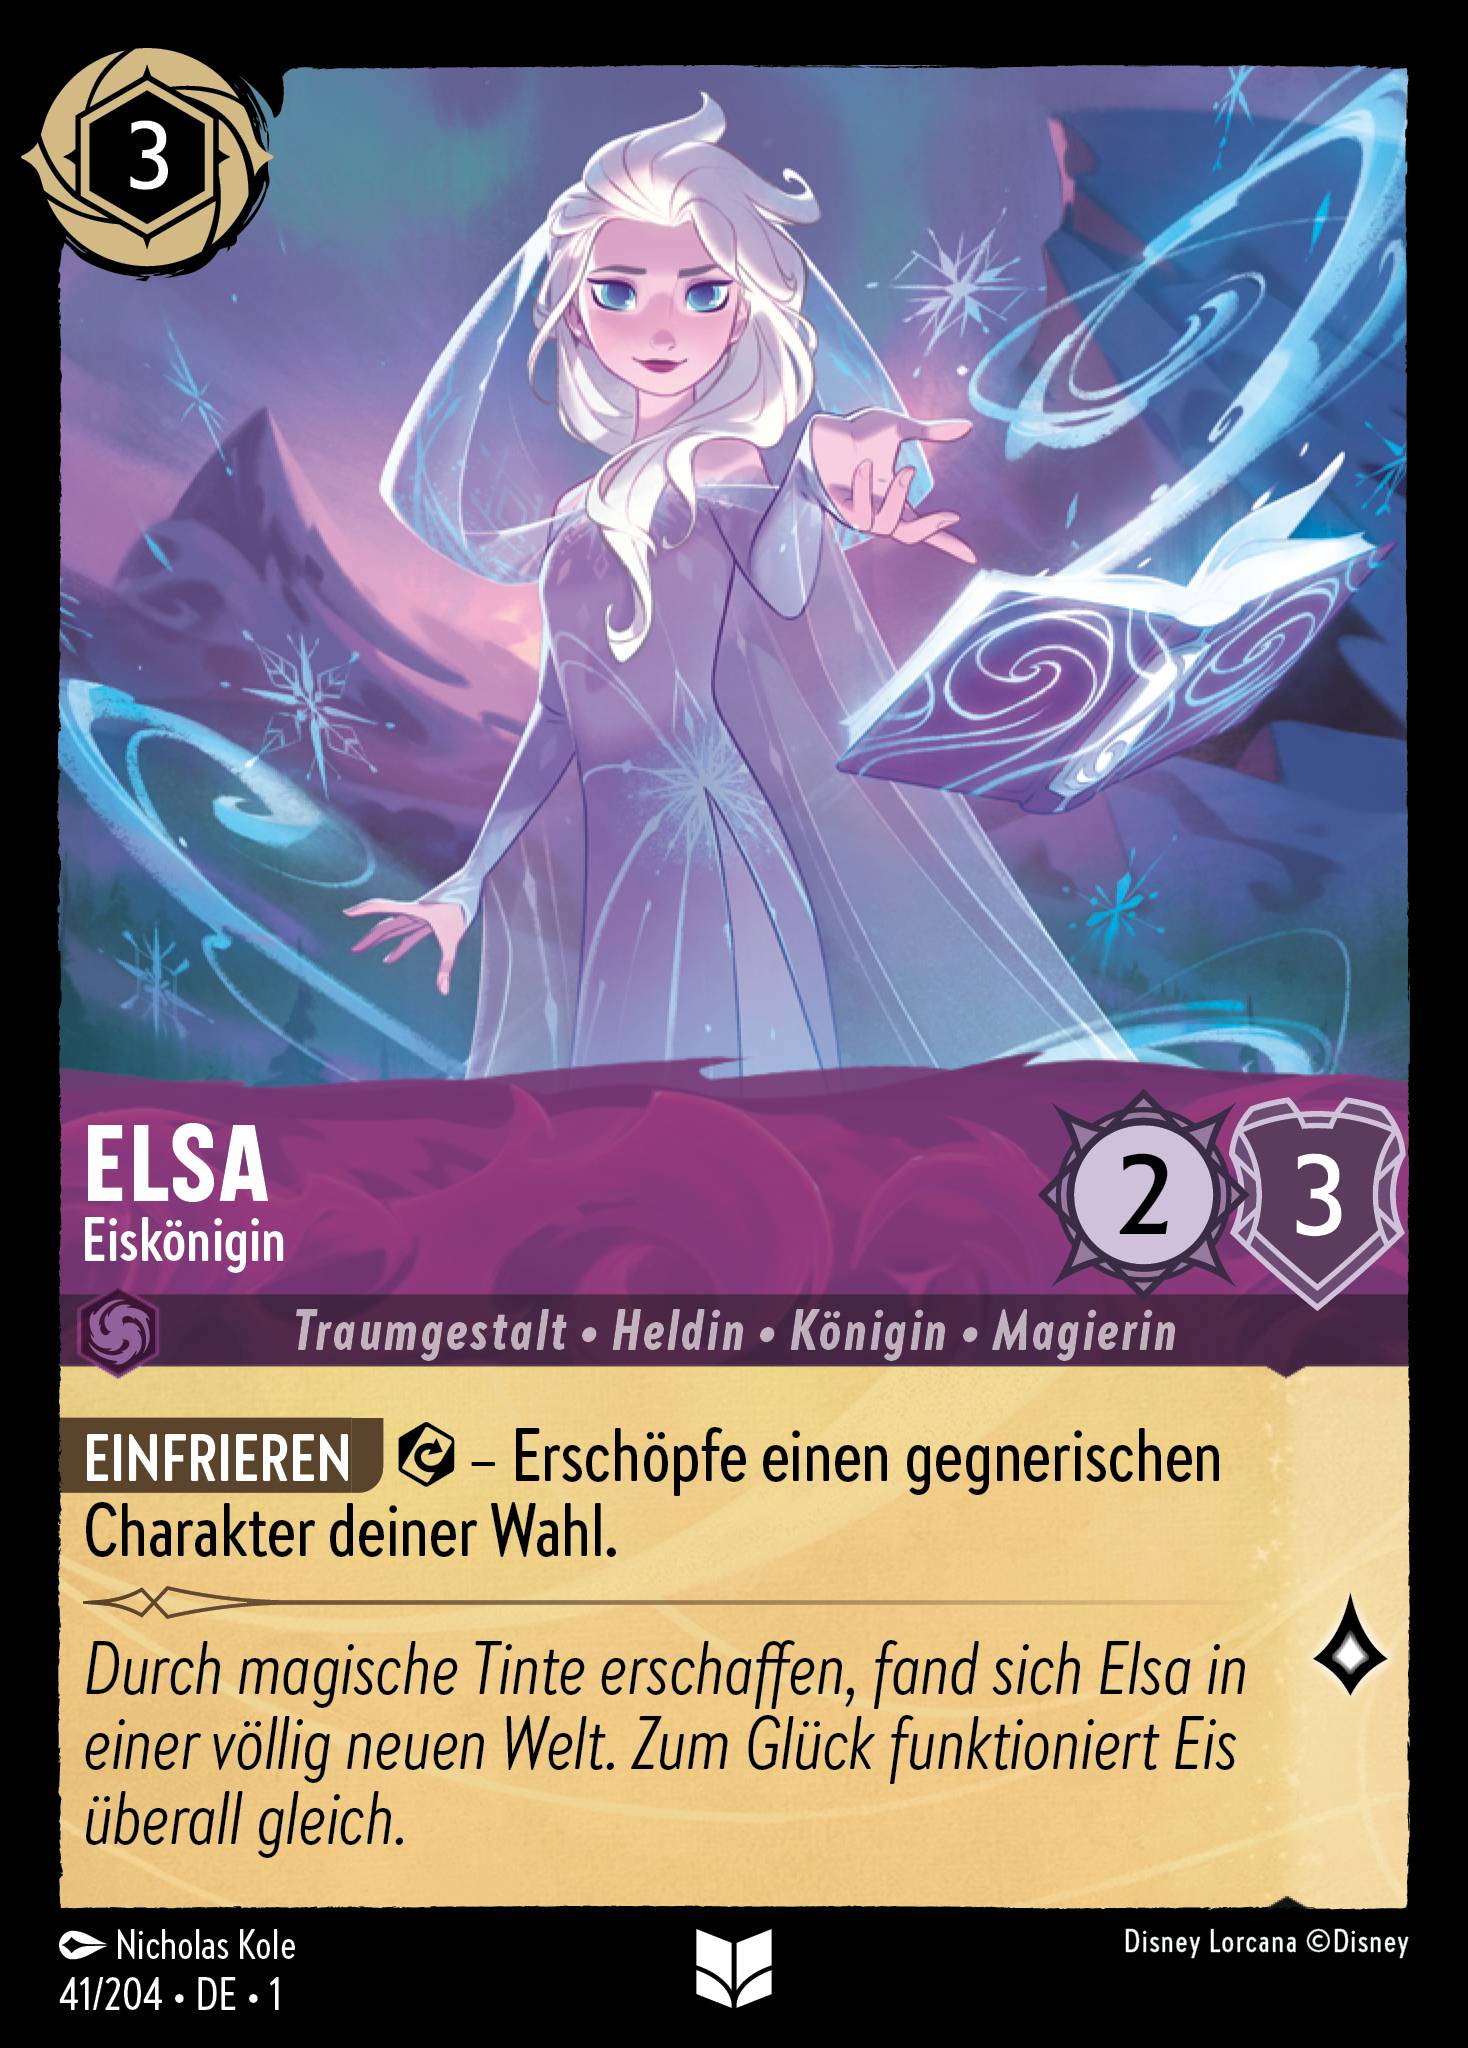 3
ELSA
Eiskönigin
2
3
Traumgestalt • Heldin • Königin • Magierin
EINFRIEREN – Erschöpfe einen gegnerischen
Charakter deiner Wahl.
Durch magische Tinte erschaffen, fand sich Elsa in
einer völlig neuen Welt. Zum Glück funktioniert Eis
überall gleich.
Nicholas Kole
41/204 • DE • 1
Disney Lorcana ©Disney